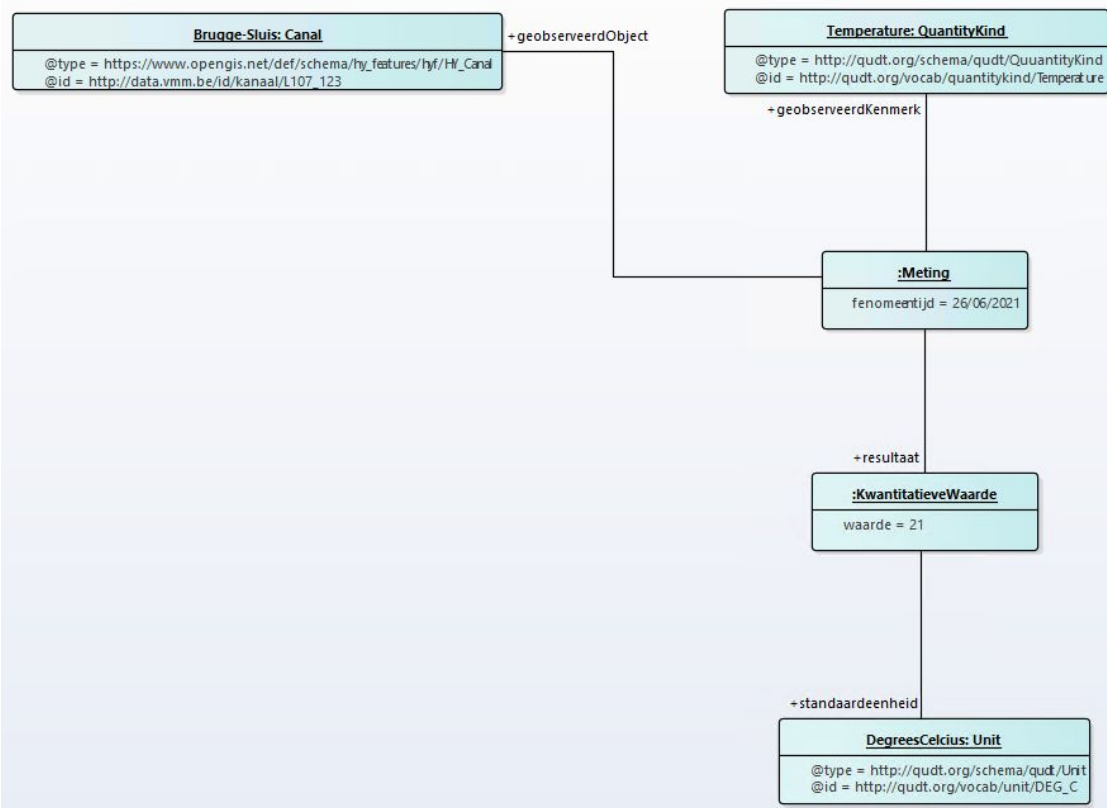 Brugge-Sluis: Canal
@type = https://www.opengis.net/def/schema/hy_features/hyf/HY_Canal
@id = http://data.vmm.be/id/kanaal/L107_123
+geobserveerdObject
Temperature: QuantityKind
@type = http://qudt.org/schema/qudt/QuuantityKind
@id = http://qudt.org/vocab/quantitykind/Temperature
+geobserveerdKenmerk
:Meting
fenomeentijd = 26/06/2021
+resultaat
:KwantitatieveWaarde
waarde = 21
+standaardeenheid
DegreesCelcius: Unit
@type = http://qudt.org/schema/qudt/Unit
@id = http://qudt.org/vocab/unit/DEG_C